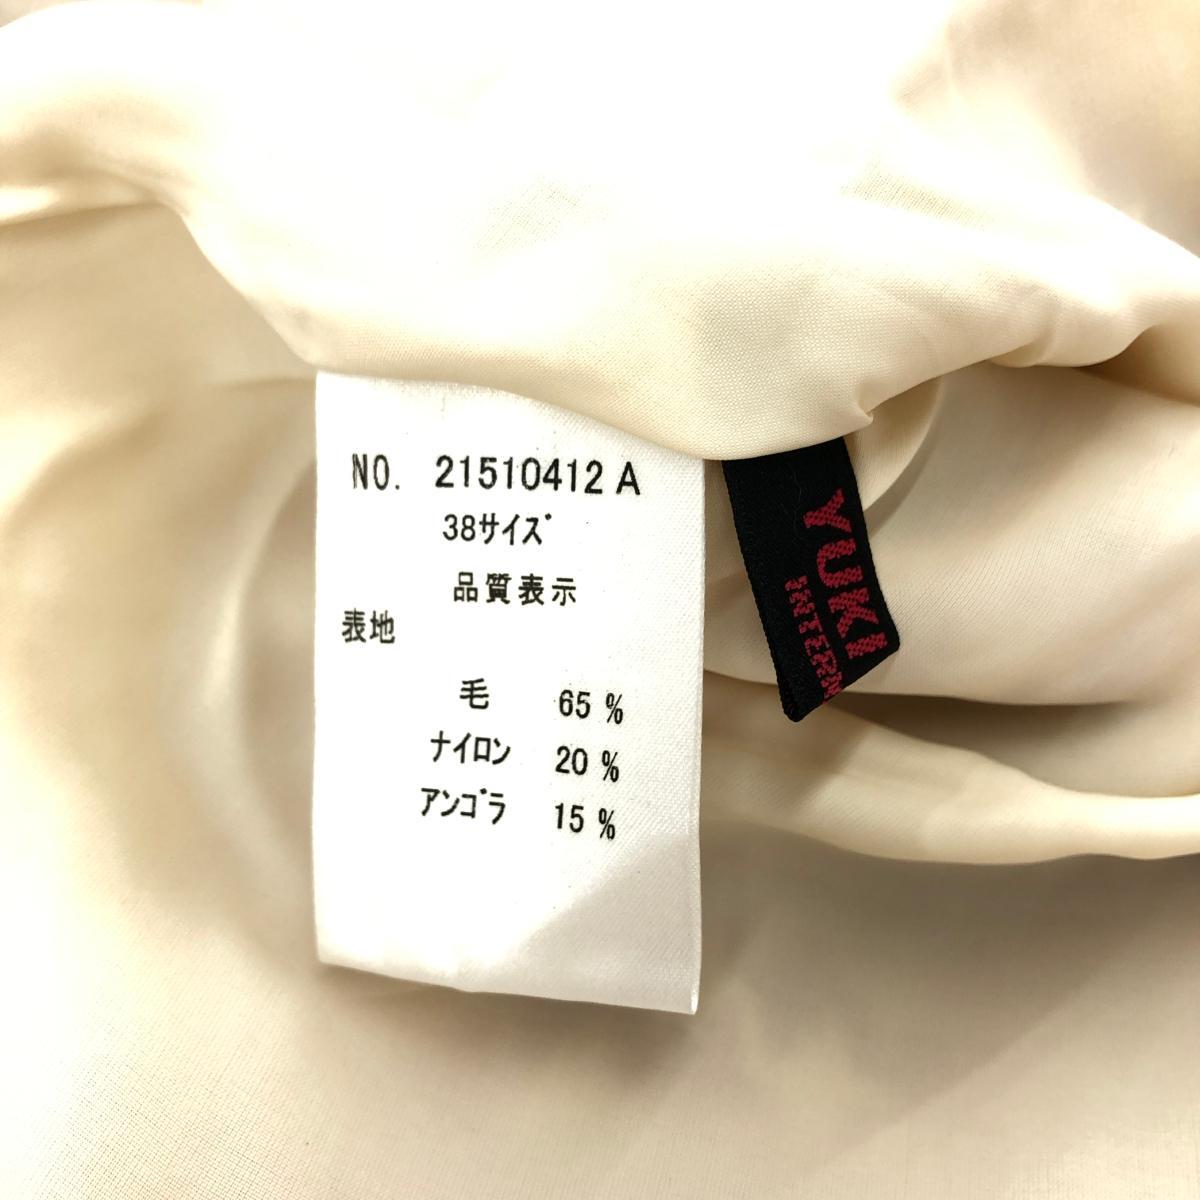 NO. 21510412 A
38サイズ
品質表示
表地
毛 65 %
ナイロン 20 %
アンゴラ 15 %
YUKI